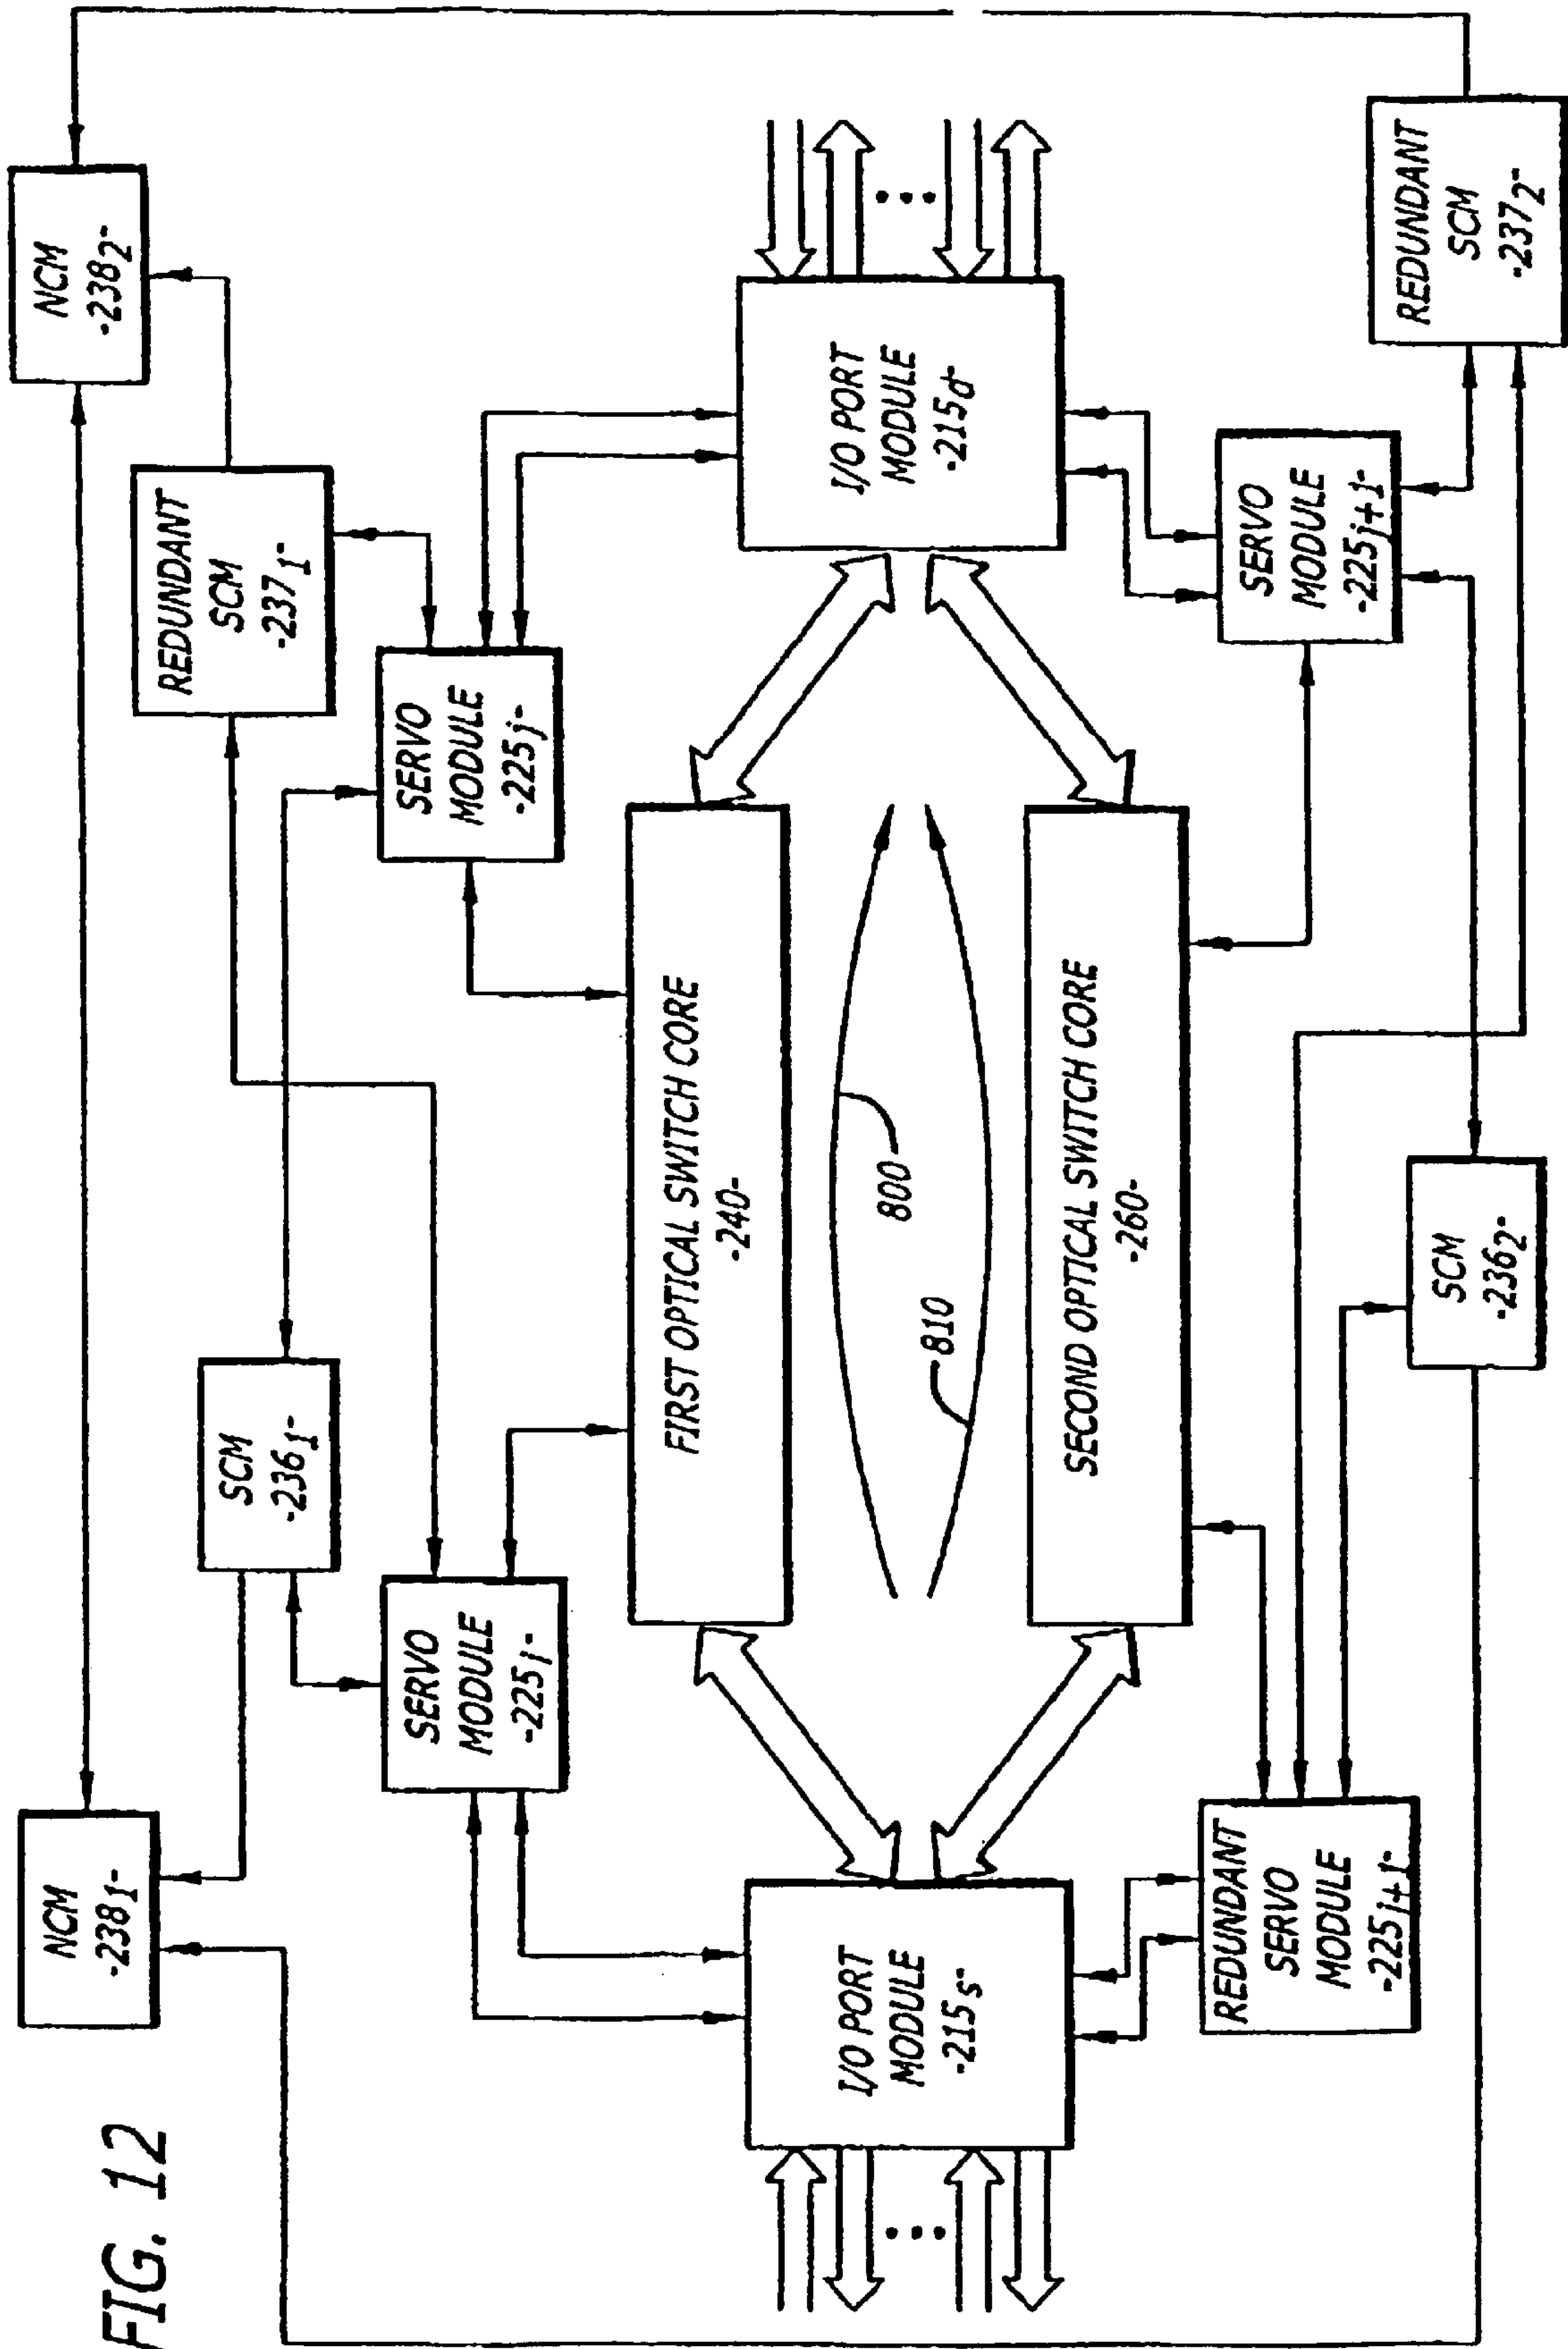 FIG. 12
NCM
-238₁-
NCM
-238₂-
REDUNDANT
SCM
-237₁-
SCM
-236₁-
SERVO
MODULE
-225ᵢ-
SERVO
MODULE
-225ⱼ-
FIRST OPTICAL SWITCH CORE
-240-
I/O PORT
MODULE
-215ₛ-
800
810
I/O PORT
MODULE
-215d-
SECOND OPTICAL SWITCH CORE
-260-
REDUNDANT
SERVO
MODULE
-225ᵢ₊₁-
SERVO
MODULE
-225ⱼ₊₁-
SCM
-236₂-
REDUNDANT
SCM
-237₂-